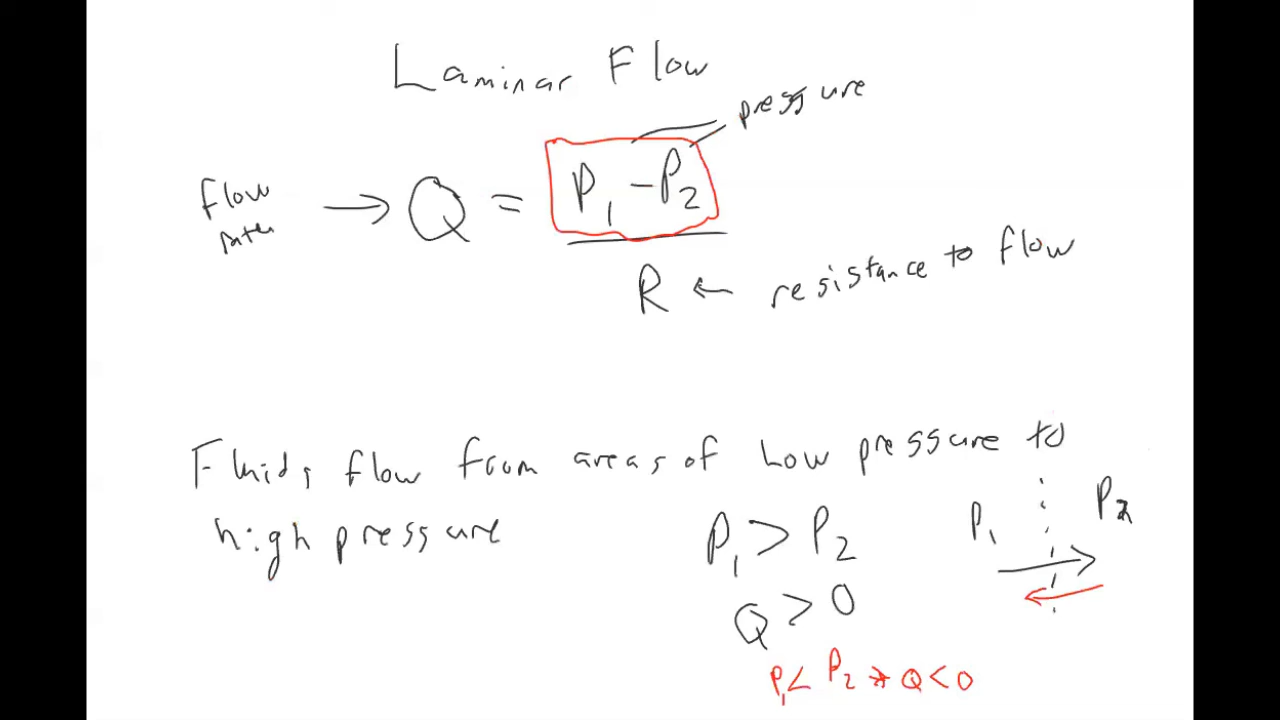 Laminar Flow
pressure
flow
rate
→ Q = P₁ - P₂
R ← resistance to flow
Fluids flow from areas of Low pressure to
high pressure
P₁ P₂
P₁ > P₂
Q > 0
P₁ < P₂ Q < 0